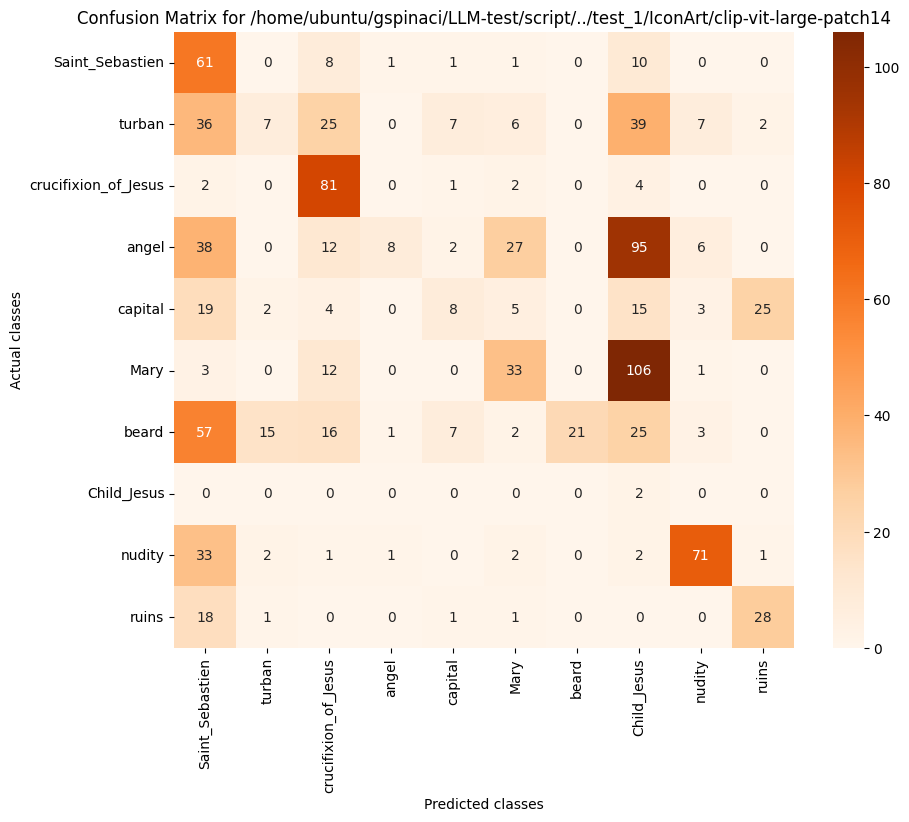 Confusion Matrix for /home/ubuntu/gspinaci/LLM-test/script/../test_1/IconArt/clip-vit-large-patch14
Saint_Sebastien 61 0 8 1 1 1 0 10 0 0
turban 36 7 25 0 7 6 0 39 7 2
crucifixion_of_Jesus 2 0 81 0 1 2 0 4 0 0
angel 38 0 12 8 2 27 0 95 6 0
capital 19 2 4 0 8 5 0 15 3 25
Mary 3 0 12 0 0 33 0 106 1 0
beard 57 15 16 1 7 2 21 25 3 0
Child_Jesus 0 0 0 0 0 0 0 2 0 0
nudity 33 2 1 1 0 2 0 2 71 1
ruins 18 1 0 0 1 1 0 0 0 28
Actual classes
Saint_Sebastien turban crucifixion_of_Jesus angel capital Mary beard Child_Jesus nudity ruins
Predicted classes
100
80
60
40
20
0